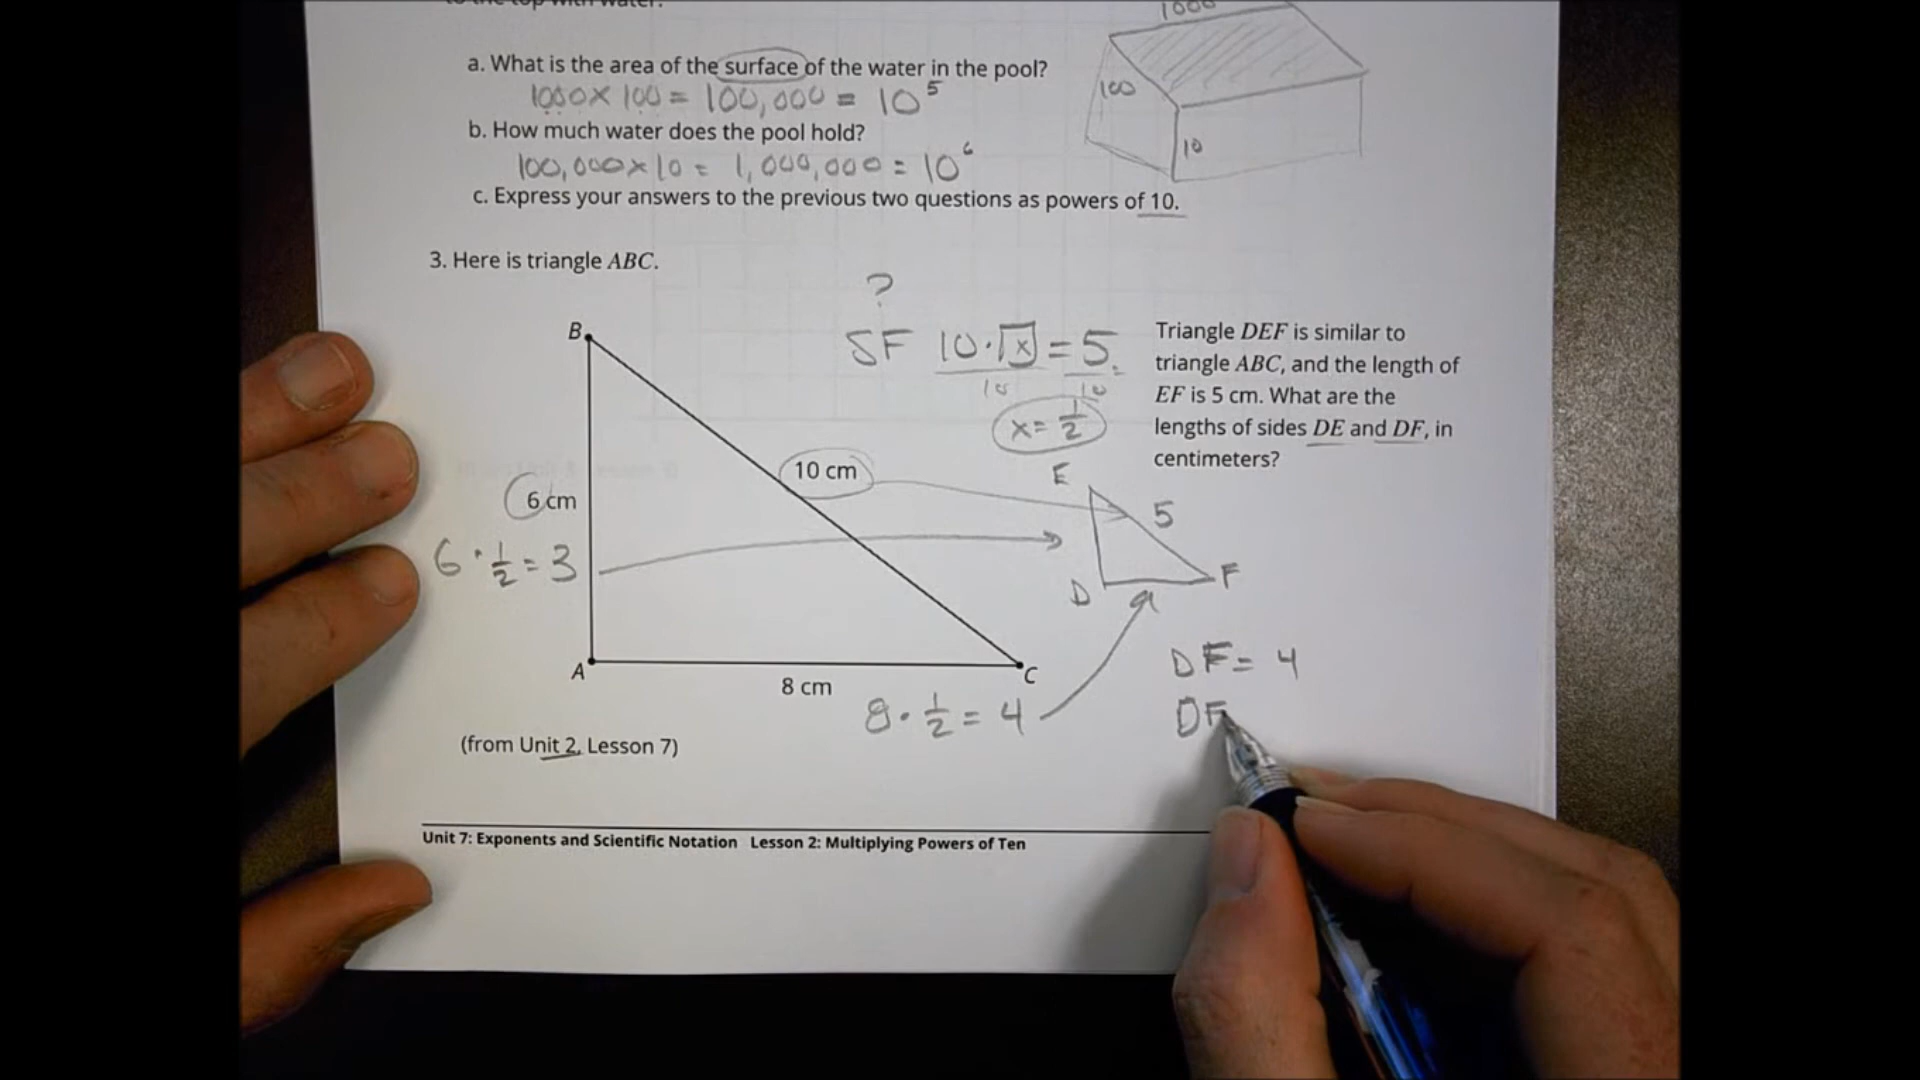 1000
a. What is the area of the surface of the water in the pool?
1000 × 100 = 100,000 = 10⁵
100
b. How much water does the pool hold?
100,000 × 10 = 1,000,000 = 10⁶
10
c. Express your answers to the previous two questions as powers of 10.
3. Here is triangle ABC.
?
SF 10 · x = 5
10 10
x = 1/2
Triangle DEF is similar to
triangle ABC, and the length of
EF is 5 cm. What are the
lengths of sides DE and DF, in
centimeters?
B
10 cm
6 cm
6 · 1/2 = 3
E
5
D
F
A
8 cm
C
8 · 1/2 = 4
DF = 4
(from Unit 2, Lesson 7)
Unit 7: Exponents and Scientific Notation Lesson 2: Multiplying Powers of Ten